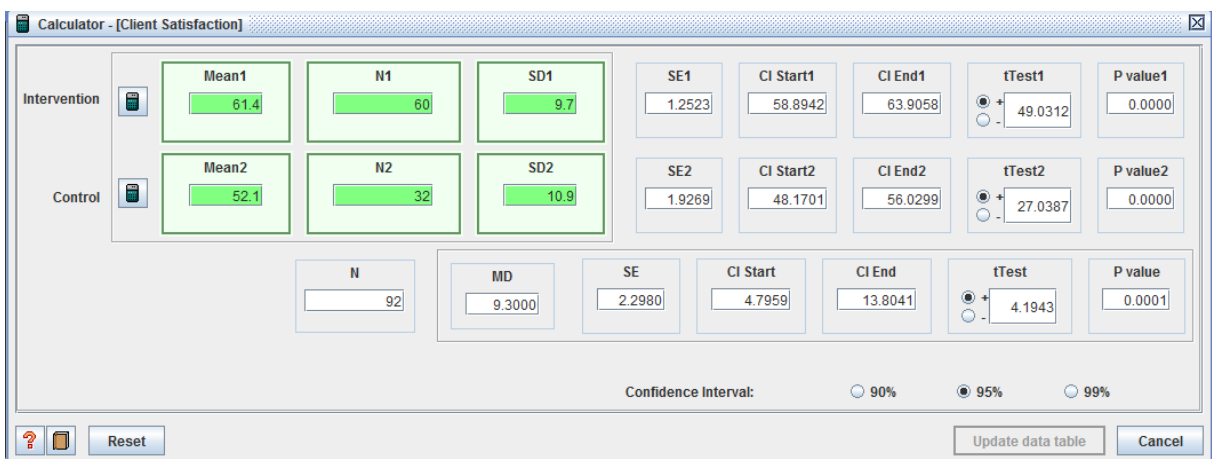 Calculator - [Client Satisfaction]
Mean1 N1 SD1 SE1 CI Start1 CI End1 tTest1 P value1
Intervention 61.4 60 9.7 1.2523 58.8942 63.9058 + - 49.0312 0.0000
Mean2 N2 SD2 SE2 CI Start2 CI End2 tTest2 P value2
Control 52.1 32 10.9 1.9269 48.1701 56.0299 + - 27.0387 0.0000
N MD SE CI Start CI End tTest P value
92 9.3000 2.2980 4.7959 13.8041 + - 4.1943 0.0001
Confidence Interval: 90% 95% 99%
? Reset Update data table Cancel